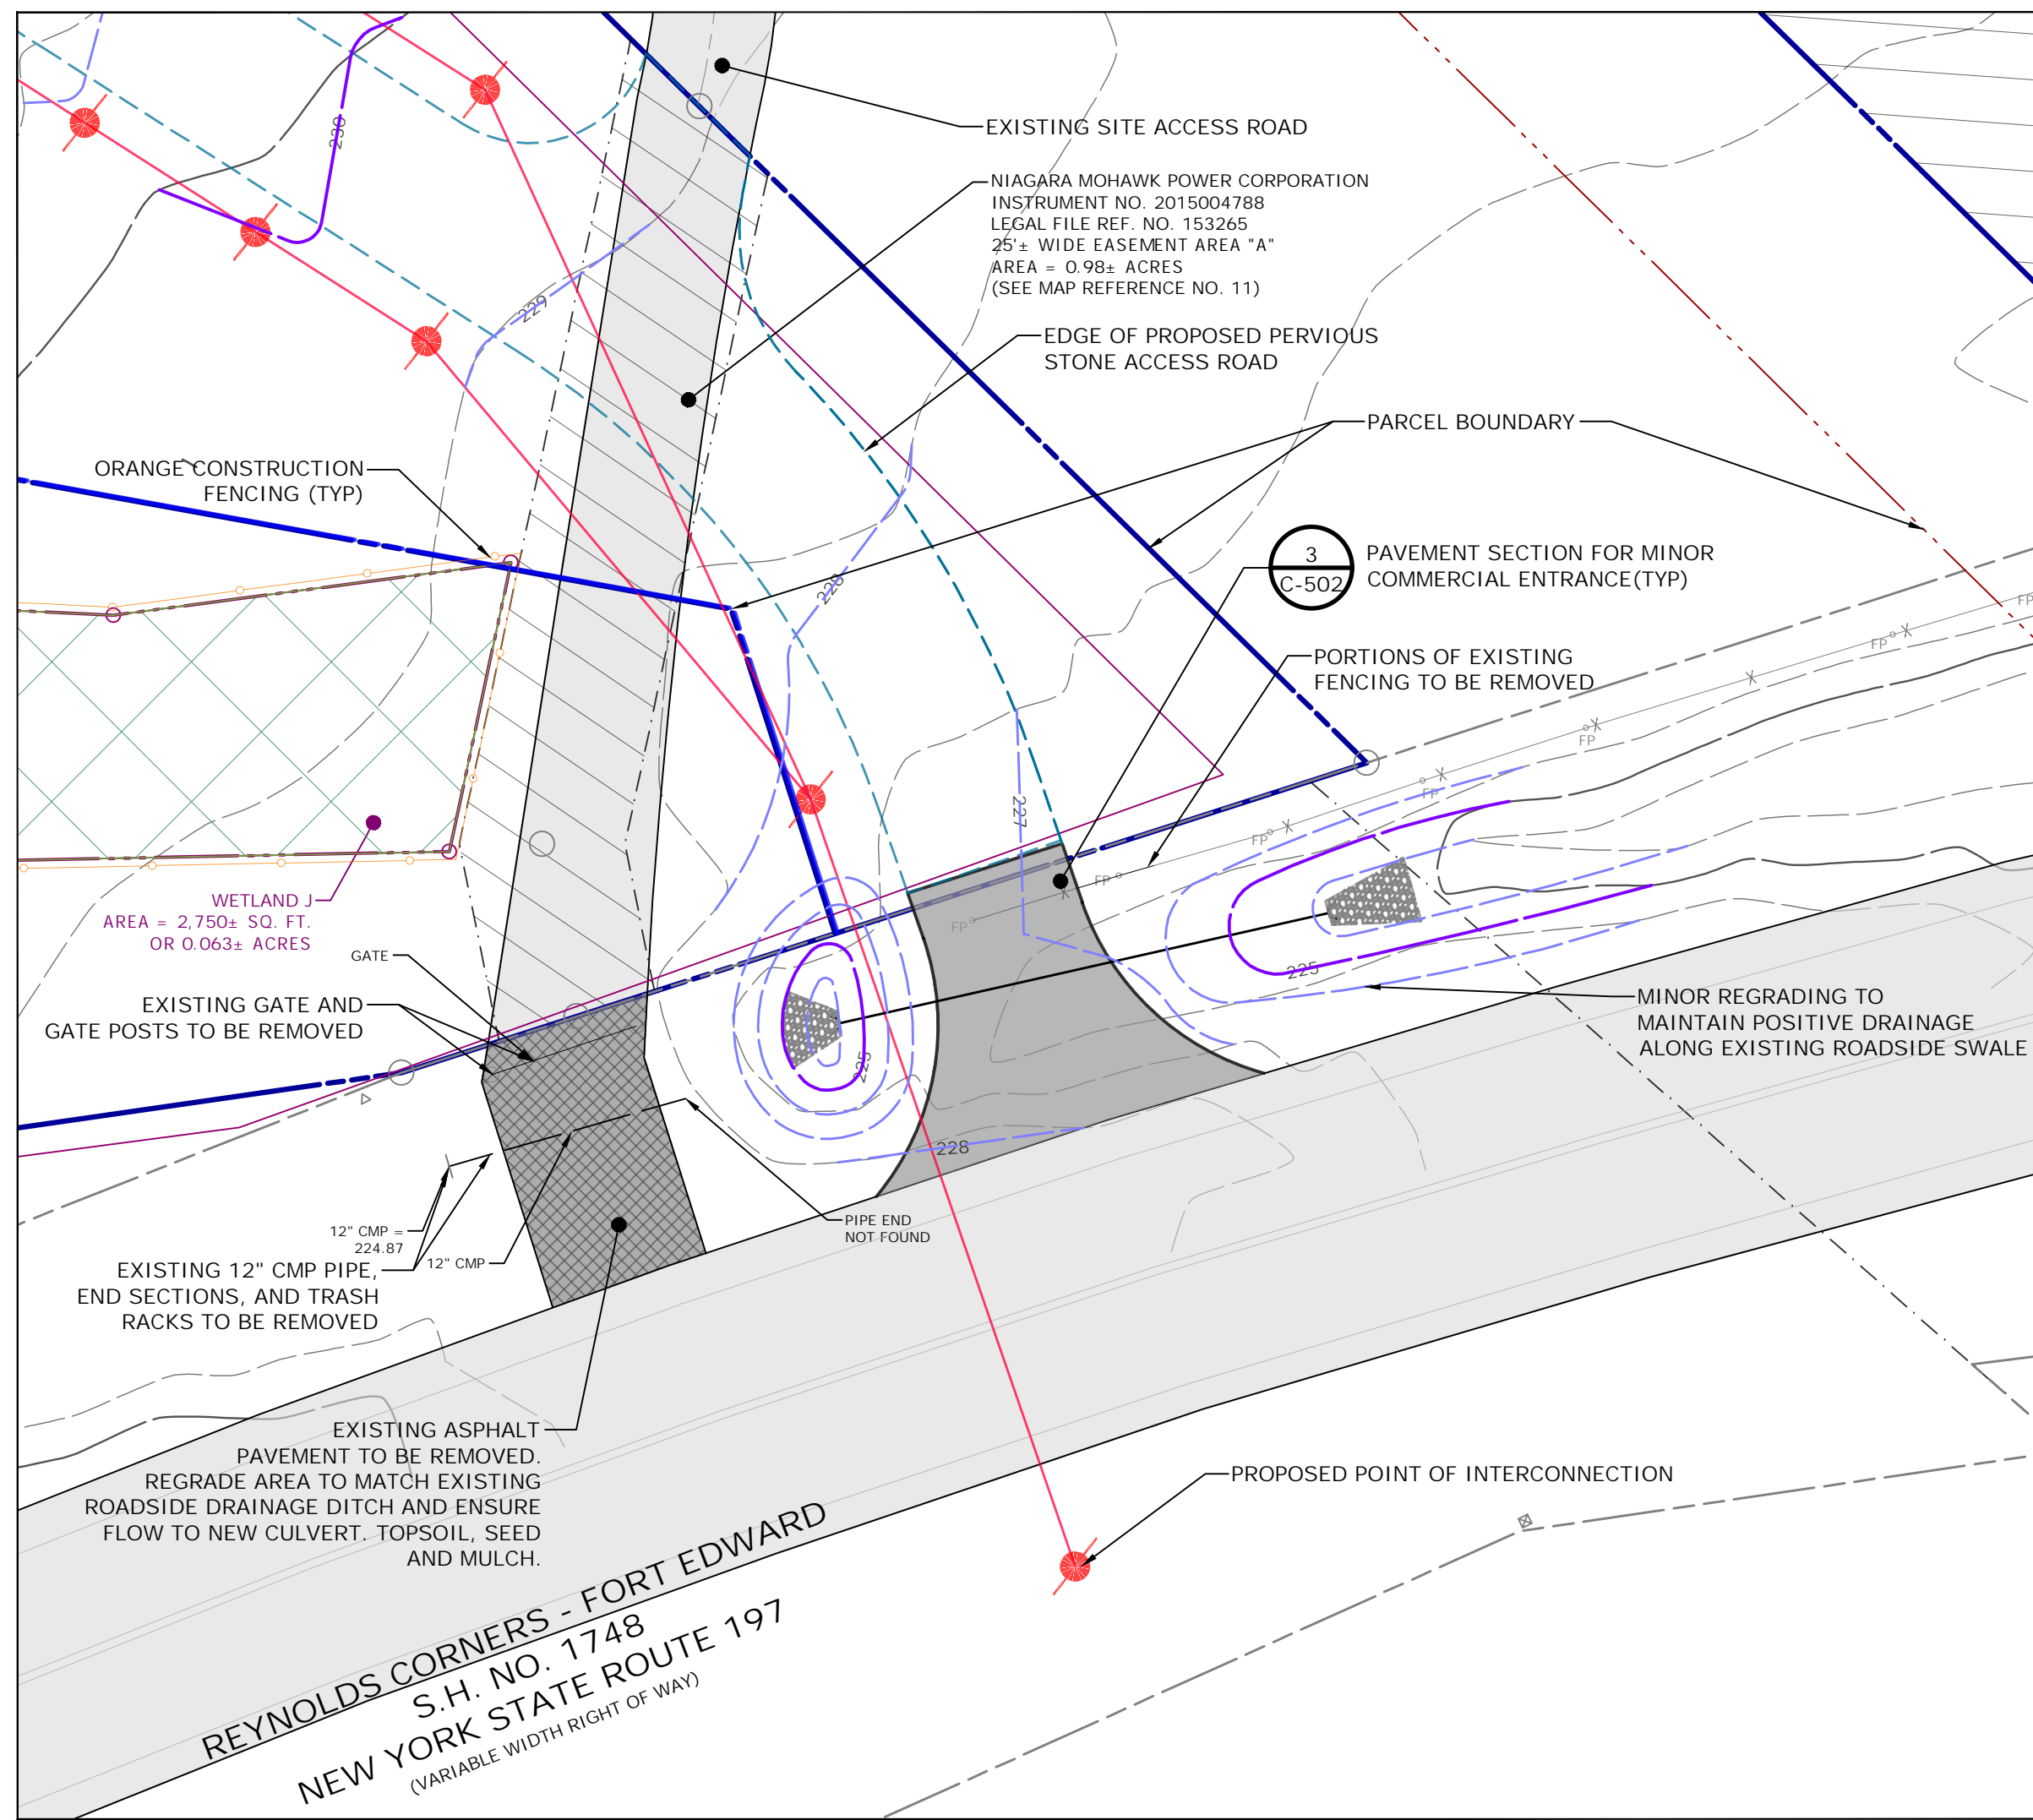 230
EXISTING SITE ACCESS ROAD
NIAGARA MOHAWK POWER CORPORATION
INSTRUMENT NO. 2015004788
LEGAL FILE REF. NO. 153265
25'± WIDE EASEMENT AREA "A"
AREA = 0.98± ACRES
(SEE MAP REFERENCE NO. 11)
229
EDGE OF PROPOSED PERVIOUS
STONE ACCESS ROAD
PARCEL BOUNDARY
ORANGE CONSTRUCTION
FENCING (TYP)
3
C-502
PAVEMENT SECTION FOR MINOR
COMMERCIAL ENTRANCE(TYP)
228
FP
FP
PORTIONS OF EXISTING
FENCING TO BE REMOVED
FP
FP
227
FP
FP
FP
WETLAND J
AREA = 2,750± SQ. FT.
OR 0.063± ACRES
GATE
225
EXISTING GATE AND
GATE POSTS TO BE REMOVED
MINOR REGRADING TO
MAINTAIN POSITIVE DRAINAGE
ALONG EXISTING ROADSIDE SWALE
225
228
12" CMP =
224.87
12" CMP
PIPE END
NOT FOUND
EXISTING 12" CMP PIPE,
END SECTIONS, AND TRASH
RACKS TO BE REMOVED
EXISTING ASPHALT
PAVEMENT TO BE REMOVED.
REGRADE AREA TO MATCH EXISTING
ROADSIDE DRAINAGE DITCH AND ENSURE
FLOW TO NEW CULVERT. TOPSOIL, SEED
AND MULCH.
PROPOSED POINT OF INTERCONNECTION
REYNOLDS CORNERS - FORT EDWARD
S.H. NO. 1748
NEW YORK STATE ROUTE 197
(VARIABLE WIDTH RIGHT OF WAY)